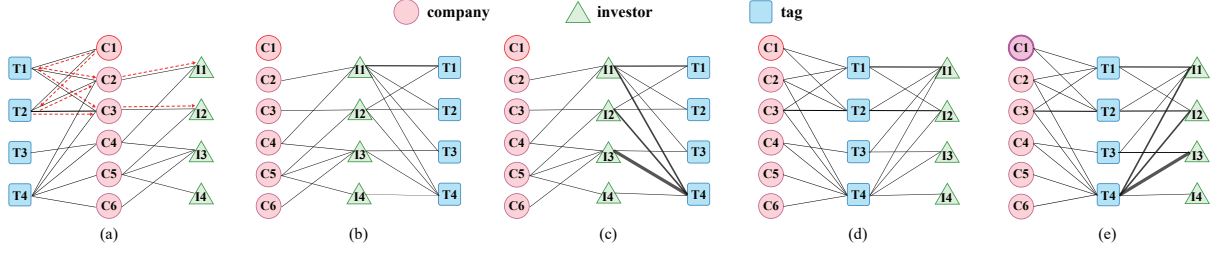 company investor tag
C1 C1 C1 C1 C1
T1 C2 I1 C2 I1 T1 C2 I1 T1 C2 T1 I1 C2 T1 I1
T2 C3 I2 C3 I2 T2 C3 I2 T2 C3 T2 I2 C3 T2 I2
T3 C4 I3 C4 I3 T3 C4 I3 T3 C4 T3 I3 C4 T3 I3
T4 C5 I4 C5 I4 T4 C5 I4 T4 C5 T4 I4 C5 T4 I4
C6 C6 C6 C6 C6
(a) (b) (c) (d) (e)